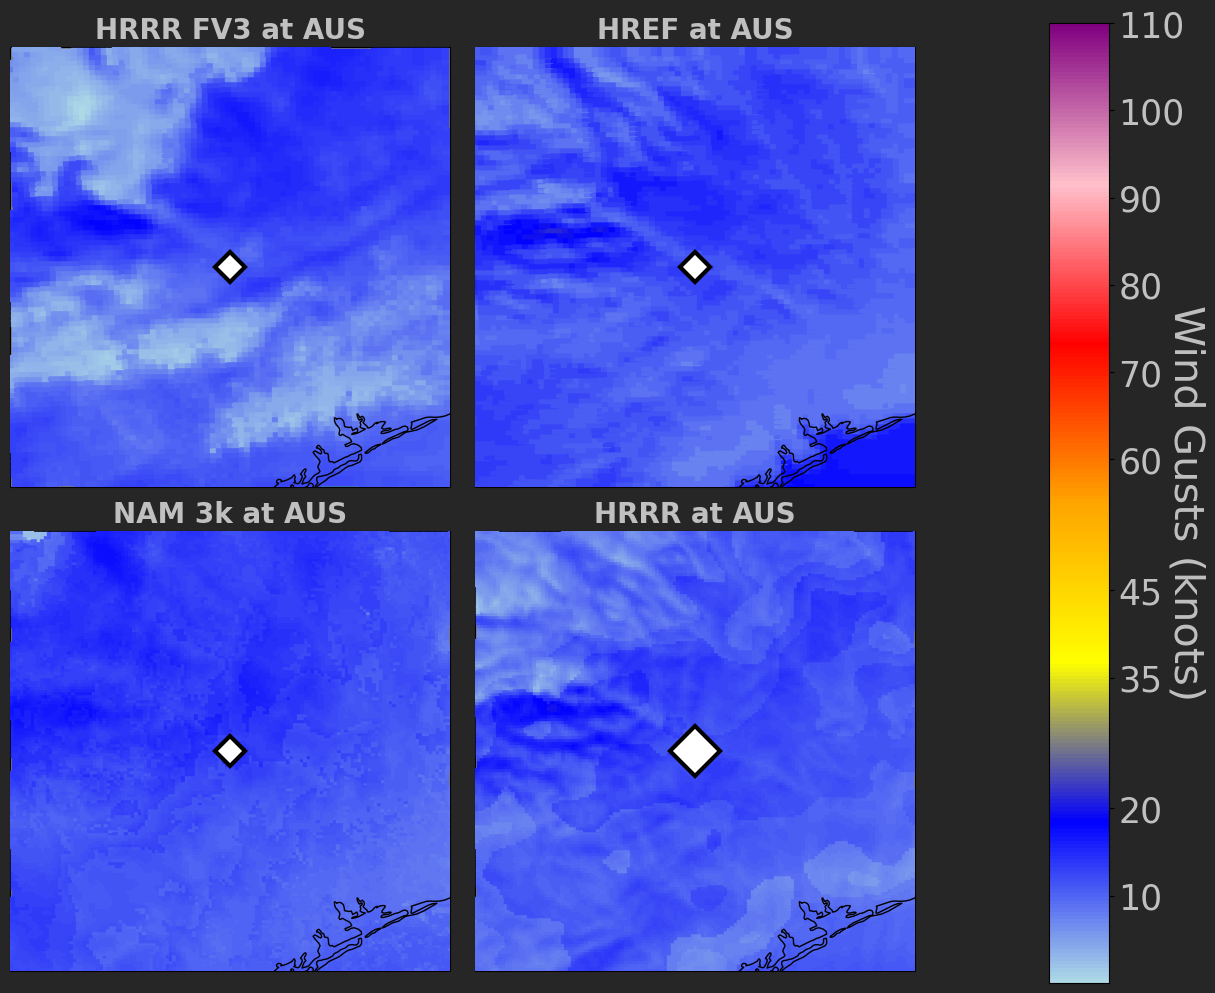 HRRR FV3 at AUS
HREF at AUS
NAM 3k at AUS
HRRR at AUS
110
100
90
80
70
60
45
35
20
10
Wind Gusts (knots)